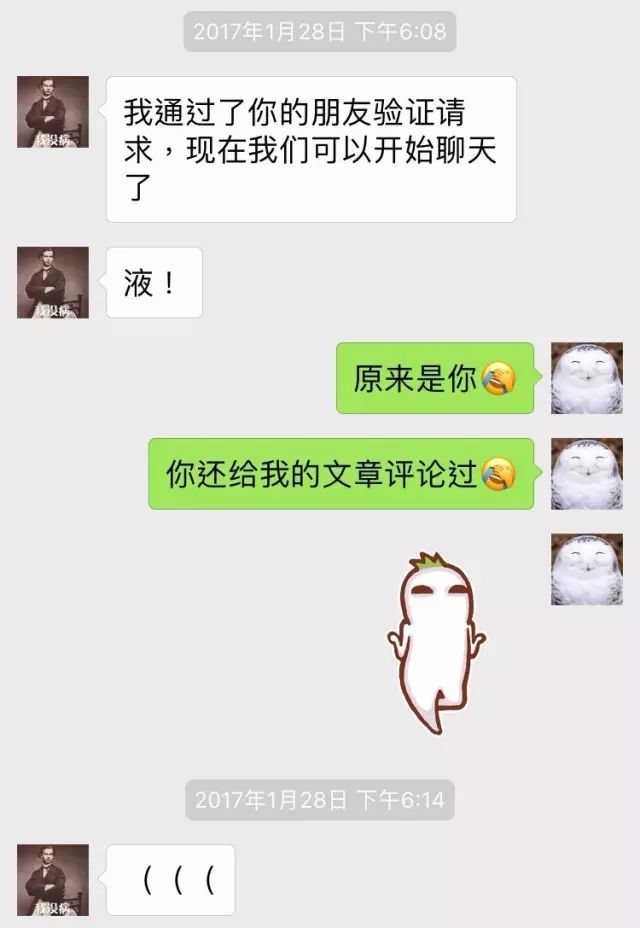 2017年1月28日 下午6:08
我通过了你的朋友验证请
求，现在我们可以开始聊天
了
我没病
液！
我没病
原来是你🤦
你还给我的文章评论过🤦
2017年1月28日 下午6:14
（（（
我没病